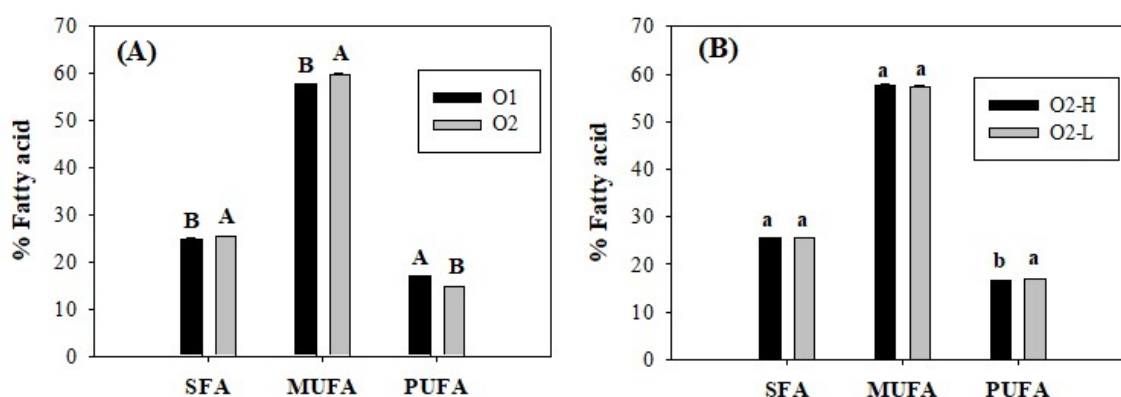 (A)
% Fatty acid
70
60
50
40
30
20
10
0
B A
B A
A B
O1
O2
SFA MUFA PUFA
(B)
% Fatty acid
70
60
50
40
30
20
10
0
a a
a a
b a
O2-H
O2-L
SFA MUFA PUFA